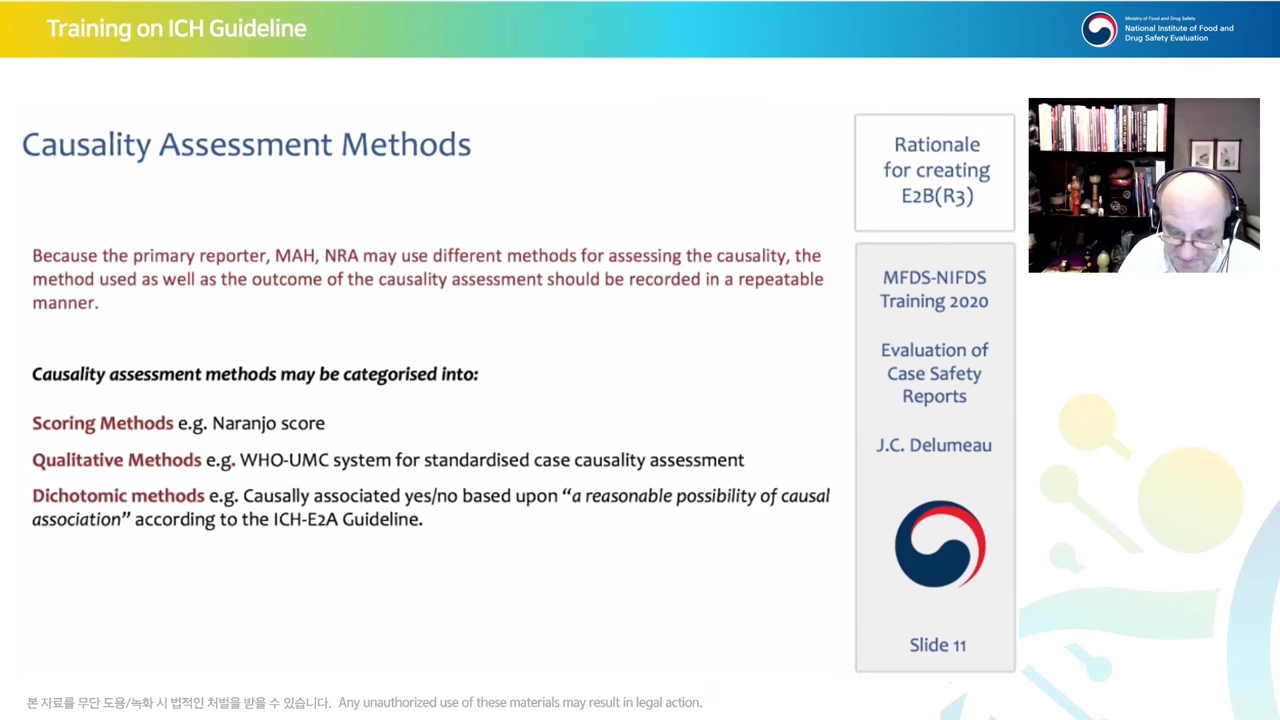 Training on ICH Guideline
Ministry of Food and Drug Safety
National Institute of Food and
Drug Safety Evaluation
Causality Assessment Methods
Because the primary reporter, MAH, NRA may use different methods for assessing the causality, the
method used as well as the outcome of the causality assessment should be recorded in a repeatable
manner.
Causality assessment methods may be categorised into:
Scoring Methods e.g. Naranjo score
Qualitative Methods e.g. WHO-UMC system for standardised case causality assessment
Dichotomic methods e.g. Causally associated yes/no based upon “a reasonable possibility of causal
association” according to the ICH-E2A Guideline.
Rationale
for creating
E2B(R3)
MFDS-NIFDS
Training 2020
Evaluation of
Case Safety
Reports
J.C. Delumeau
Slide 11
본 자료를 무단 도용/녹화 시 법적인 처벌을 받을 수 있습니다. Any unauthorized use of these materials may result in legal action.